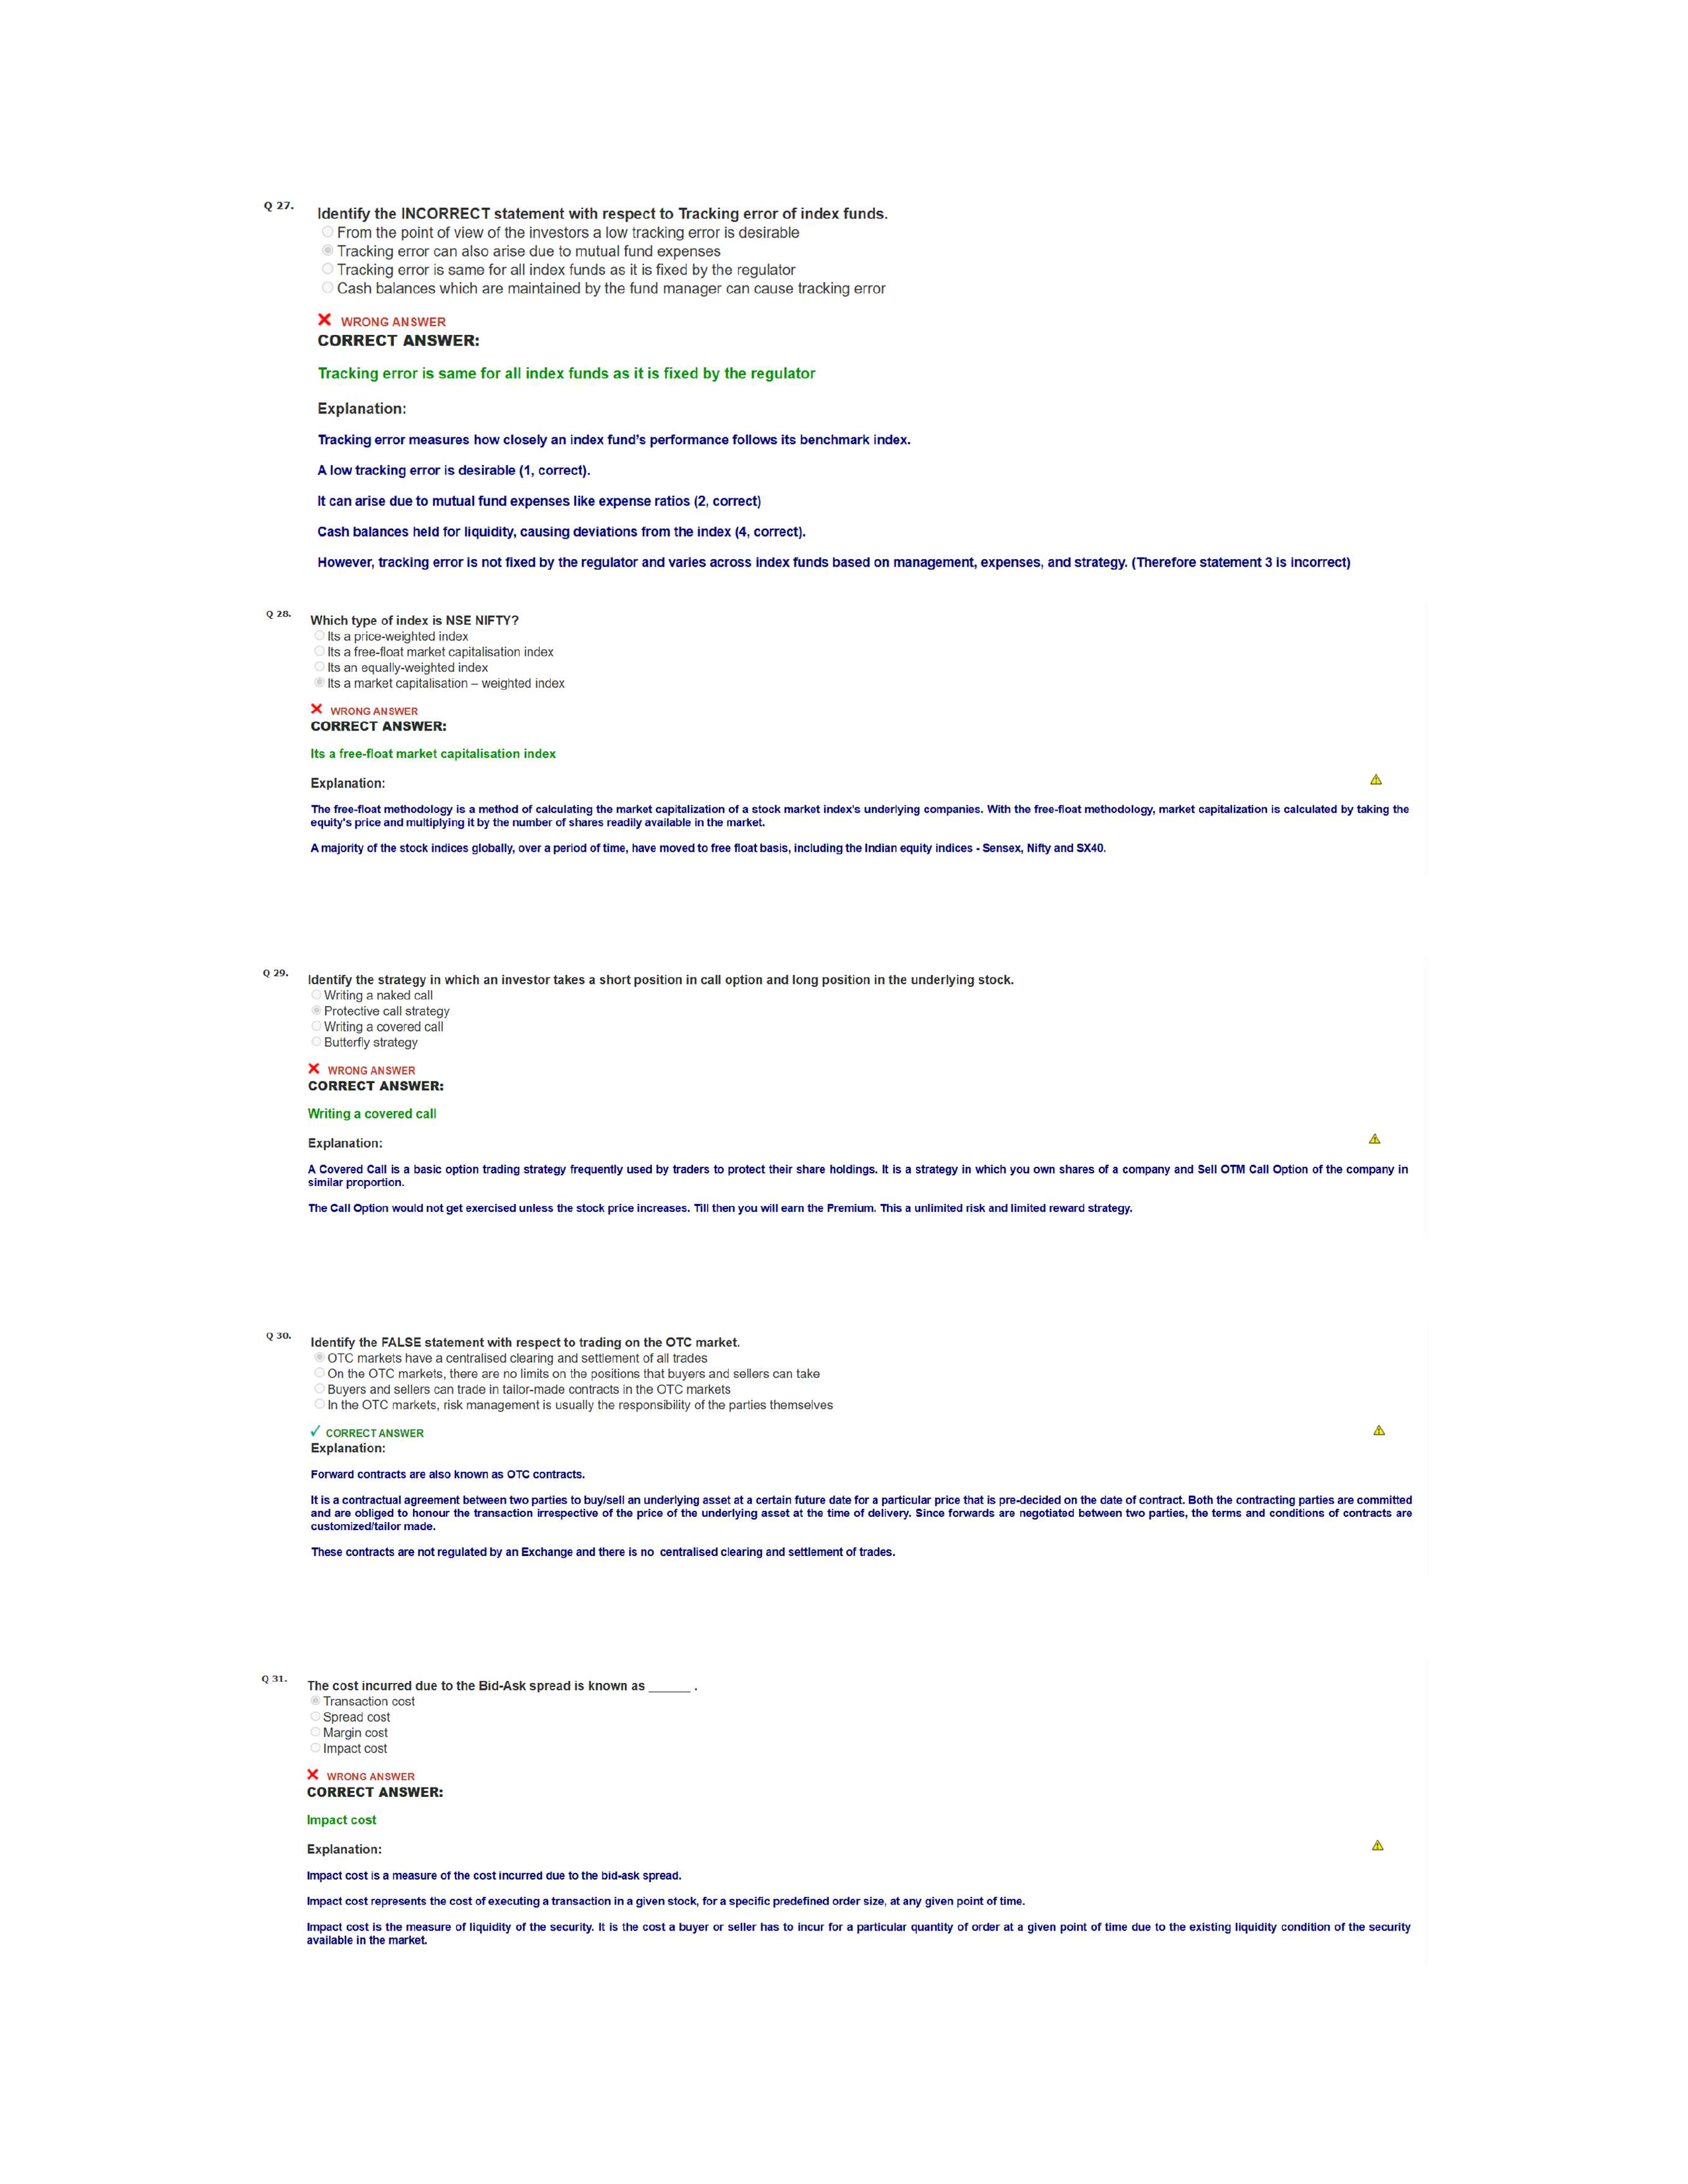 Q 27.
Identify the INCORRECT statement with respect to Tracking error of index funds.
From the point of view of the investors a low tracking error is desirable
Tracking error can also arise due to mutual fund expenses
Tracking error is same for all index funds as it is fixed by the regulator
Cash balances which are maintained by the fund manager can cause tracking error
WRONG ANSWER
CORRECT ANSWER:
Tracking error is same for all index funds as it is fixed by the regulator
Explanation:
Tracking error measures how closely an index fund's performance follows its benchmark index.
A low tracking error is desirable (1, correct).
It can arise due to mutual fund expenses like expense ratios (2, correct)
Cash balances held for liquidity, causing deviations from the index (4, correct).
However, tracking error is not fixed by the regulator and varies across index funds based on management, expenses, and strategy. (Therefore statement 3 is incorrect)
Q 28.
Which type of index is NSE NIFTY?
Its a price-weighted index
Its a free-float market capitalisation index
Its an equally-weighted index
Its a market capitalisation – weighted index
WRONG ANSWER
CORRECT ANSWER:
Its a free-float market capitalisation index
Explanation:
The free-float methodology is a method of calculating the market capitalization of a stock market index's underlying companies. With the free-float methodology, market capitalization is calculated by taking the
equity's price and multiplying it by the number of shares readily available in the market.
A majority of the stock indices globally, over a period of time, have moved to free float basis, including the Indian equity indices - Sensex, Nifty and SX40.
Q 29.
Identify the strategy in which an investor takes a short position in call option and long position in the underlying stock.
Writing a naked call
Protective call strategy
Writing a covered call
Butterfly strategy
WRONG ANSWER
CORRECT ANSWER:
Writing a covered call
Explanation:
A Covered Call is a basic option trading strategy frequently used by traders to protect their share holdings. It is a strategy in which you own shares of a company and Sell OTM Call Option of the company in
similar proportion.
The Call Option would not get exercised unless the stock price increases. Till then you will earn the Premium. This a unlimited risk and limited reward strategy.
Q 30.
Identify the FALSE statement with respect to trading on the OTC market.
OTC markets have a centralised clearing and settlement of all trades
On the OTC markets, there are no limits on the positions that buyers and sellers can take
Buyers and sellers can trade in tailor-made contracts in the OTC markets
In the OTC markets, risk management is usually the responsibility of the parties themselves
CORRECT ANSWER
Explanation:
Forward contracts are also known as OTC contracts.
It is a contractual agreement between two parties to buy/sell an underlying asset at a certain future date for a particular price that is pre-decided on the date of contract. Both the contracting parties are committed
and are obliged to honour the transaction irrespective of the price of the underlying asset at the time of delivery. Since forwards are negotiated between two parties, the terms and conditions of contracts are
customized/tailor made.
These contracts are not regulated by an Exchange and there is no centralised clearing and settlement of trades.
Q 31.
The cost incurred due to the Bid-Ask spread is known as ______ .
Transaction cost
Spread cost
Margin cost
Impact cost
WRONG ANSWER
CORRECT ANSWER:
Impact cost
Explanation:
Impact cost is a measure of the cost incurred due to the bid-ask spread.
Impact cost represents the cost of executing a transaction in a given stock, for a specific predefined order size, at any given point of time.
Impact cost is the measure of liquidity of the security. It is the cost a buyer or seller has to incur for a particular quantity of order at a given point of time due to the existing liquidity condition of the security
available in the market.